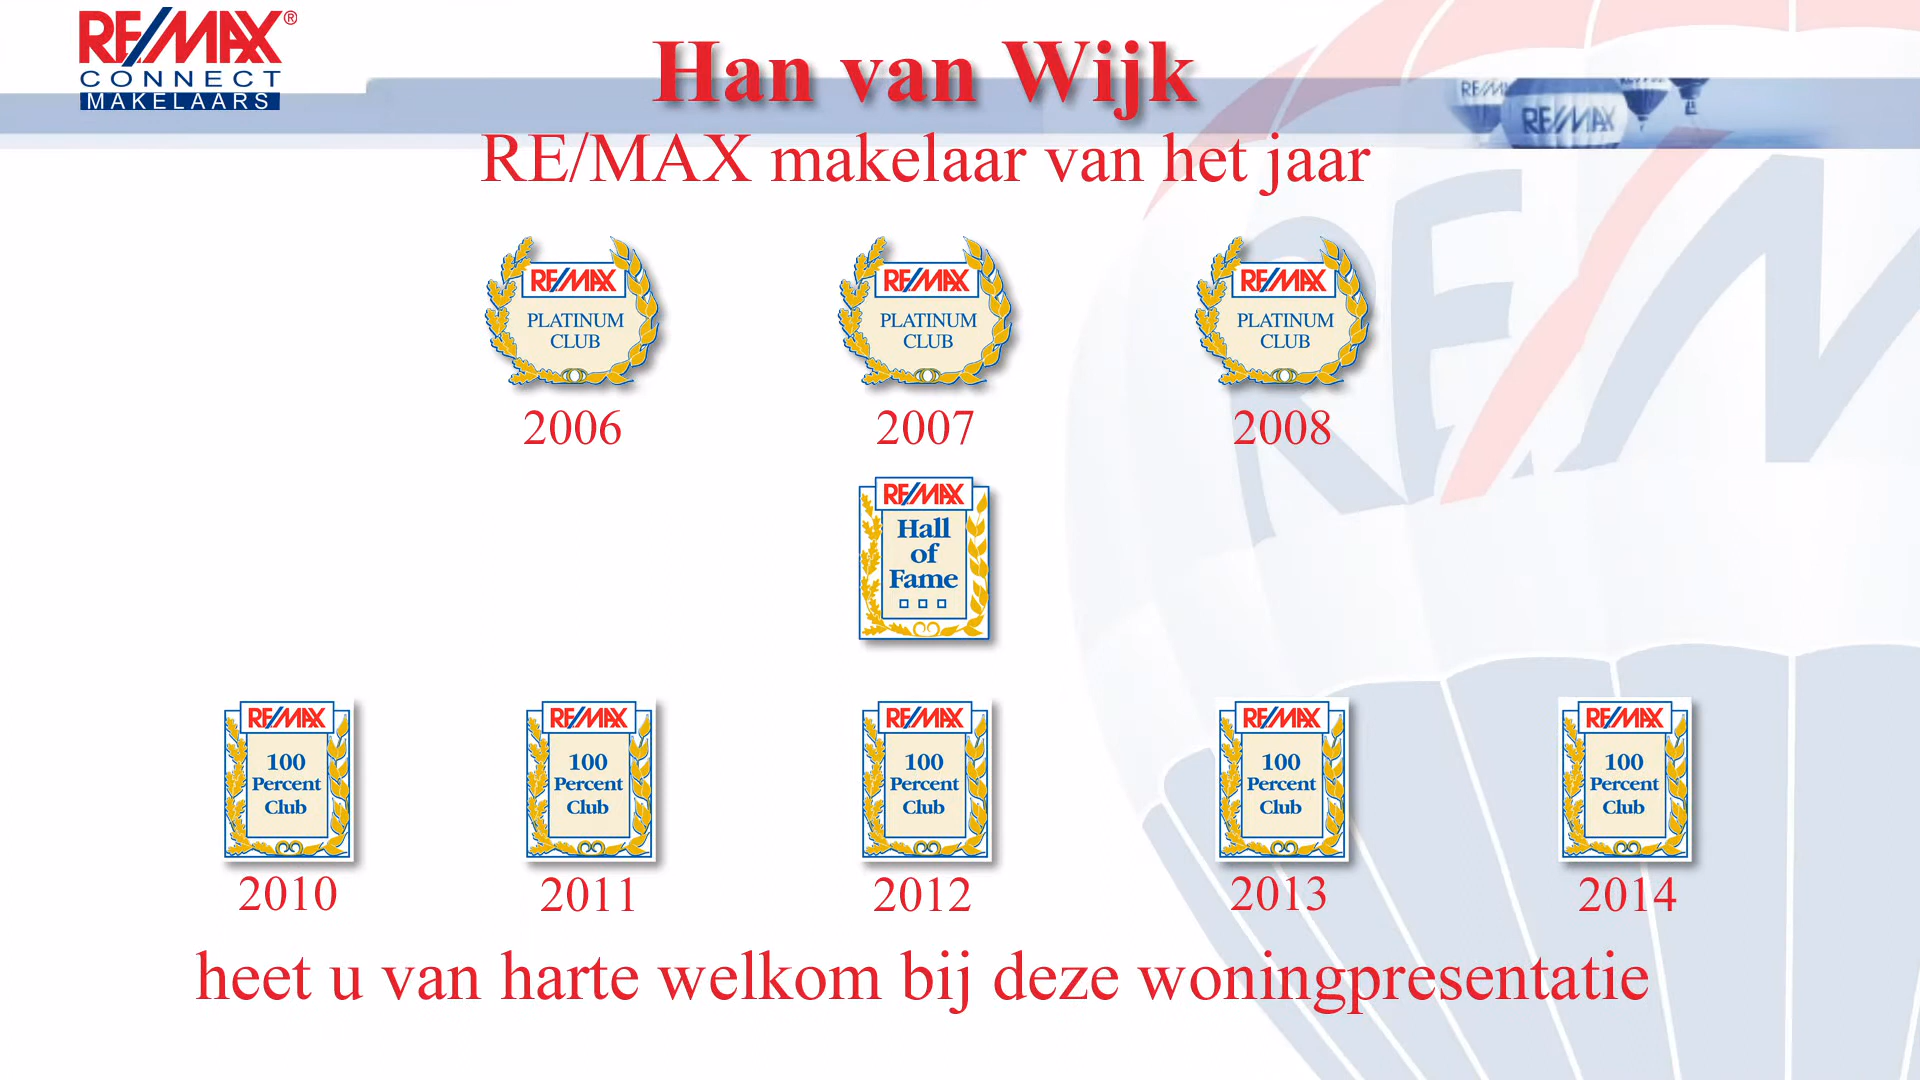 RE/MAX®
CONNECT
MAKELAARS
Han van Wijk
RE/MAX
RE/MAX makelaar van het jaar
RE/MAX RE/MAX RE/MAX
PLATINUM PLATINUM PLATINUM
CLUB CLUB CLUB
2006 2007 2008
RE/MAX
Hall
of
Fame
RE/MAX RE/MAX RE/MAX RE/MAX RE/MAX
100 100 100 100 100
Percent Percent Percent Percent Percent
Club Club Club Club Club
2010 2011 2012 2013 2014
heet u van harte welkom bij deze woningpresentatie